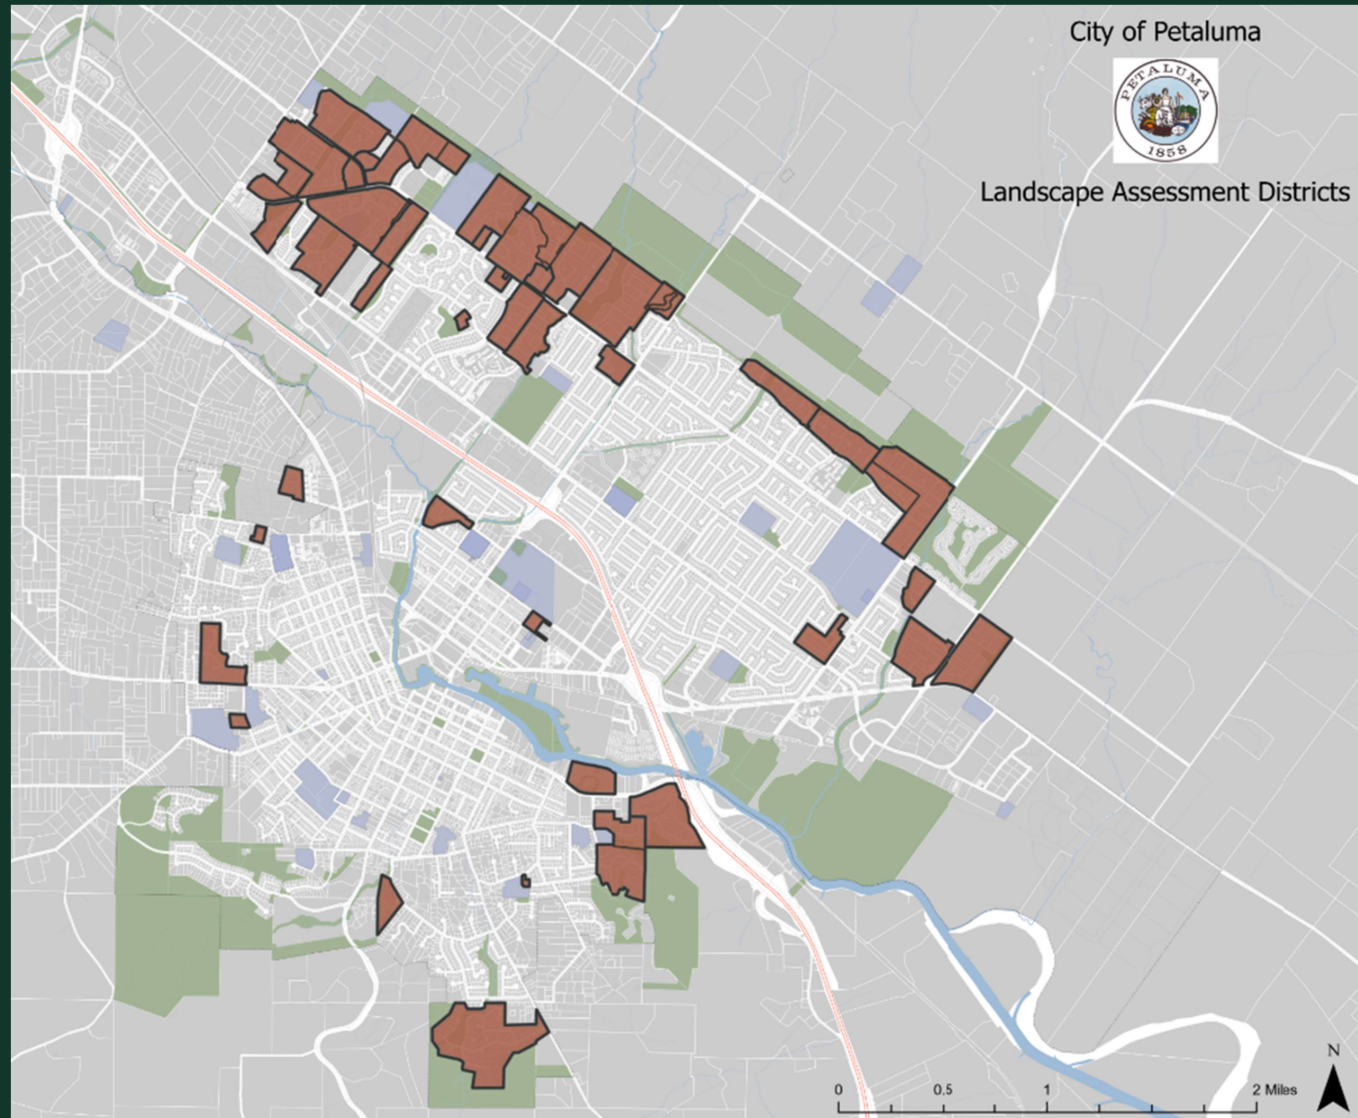 City of Petaluma
PETALUMA
1858
Landscape Assessment Districts
N
0 0.5 1 2 Miles